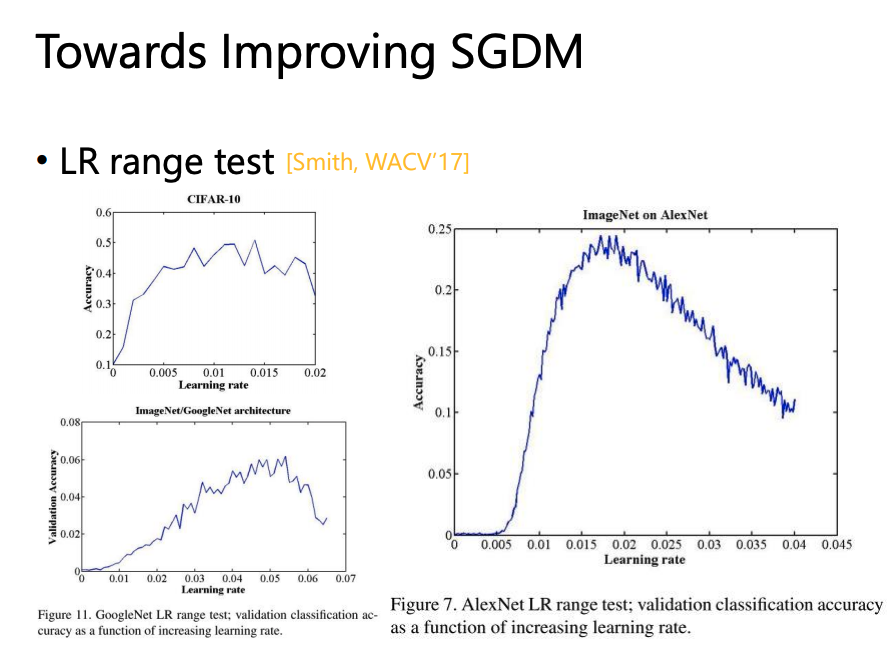 Towards Improving SGDM
• LR range test [Smith, WACV'17]
CIFAR-10
0.6
0.5
0.4
0.3
0.2
0.1
Accuracy
0 0.005 0.01 0.015 0.02
Learning rate
ImageNet/GoogleNet architecture
0.08
0.06
0.04
0.02
0
Validation Accuracy
0 0.01 0.02 0.03 0.04 0.05 0.06 0.07
Learning rate
Figure 11. GoogleNet LR range test; validation classification ac-
curacy as a function of increasing learning rate.
ImageNet on AlexNet
0.25
0.2
0.15
0.1
0.05
0
Accuracy
0 0.005 0.01 0.015 0.02 0.025 0.03 0.035 0.04 0.045
Learning rate
Figure 7. AlexNet LR range test; validation classification accuracy
as a function of increasing learning rate.